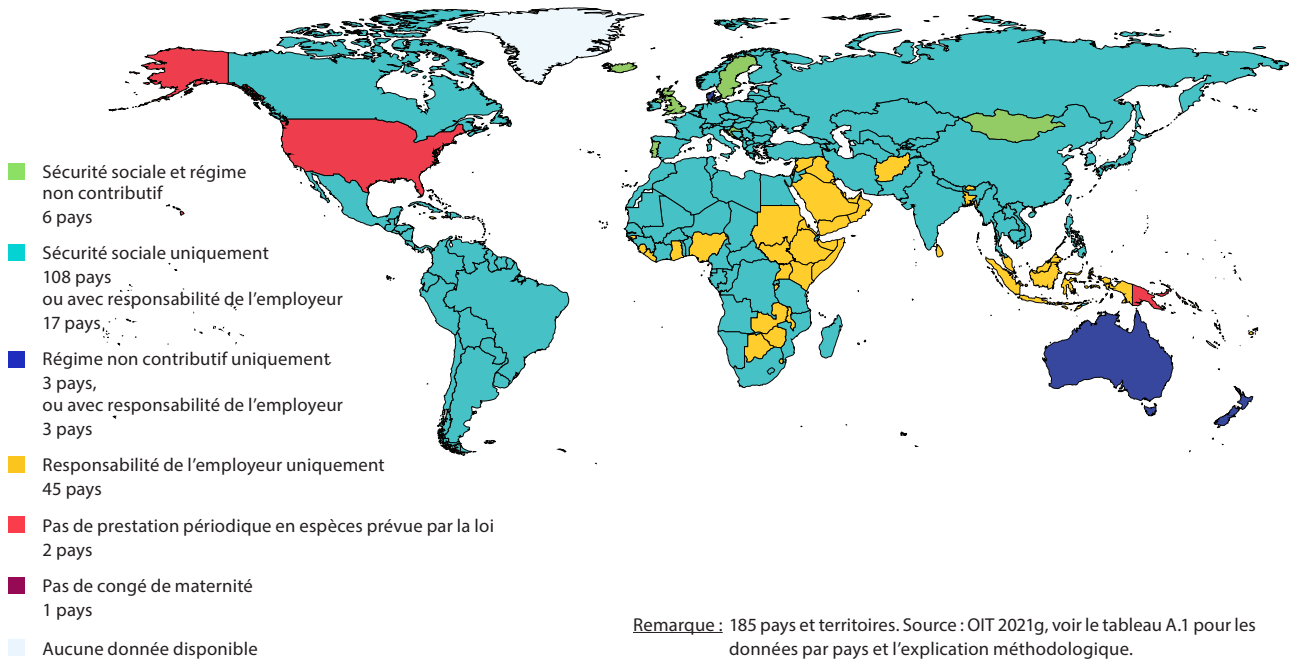 Sécurité sociale et régime
non contributif
6 pays
Sécurité sociale uniquement
108 pays
ou avec responsabilité de l’employeur
17 pays
Régime non contributif uniquement
3 pays,
ou avec responsabilité de l’employeur
3 pays
Responsabilité de l’employeur uniquement
45 pays
Pas de prestation périodique en espèces prévue par la loi
2 pays
Pas de congé de maternité
1 pays
Aucune donnée disponible
Remarque : 185 pays et territoires. Source : OIT 2021g, voir le tableau A.1 pour les
données par pays et l’explication méthodologique.